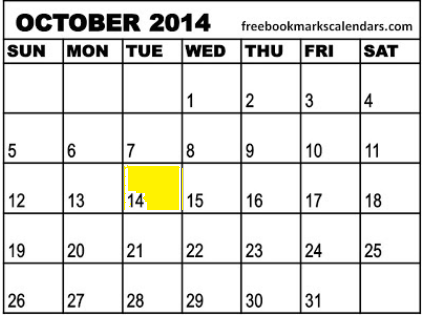 OCTOBER 2014 freebookmarkscalendars.com
SUN MON TUE WED THU FRI SAT
1 2 3 4
5 6 7 8 9 10 11
12 13 14 15 16 17 18
19 20 21 22 23 24 25
26 27 28 29 30 31